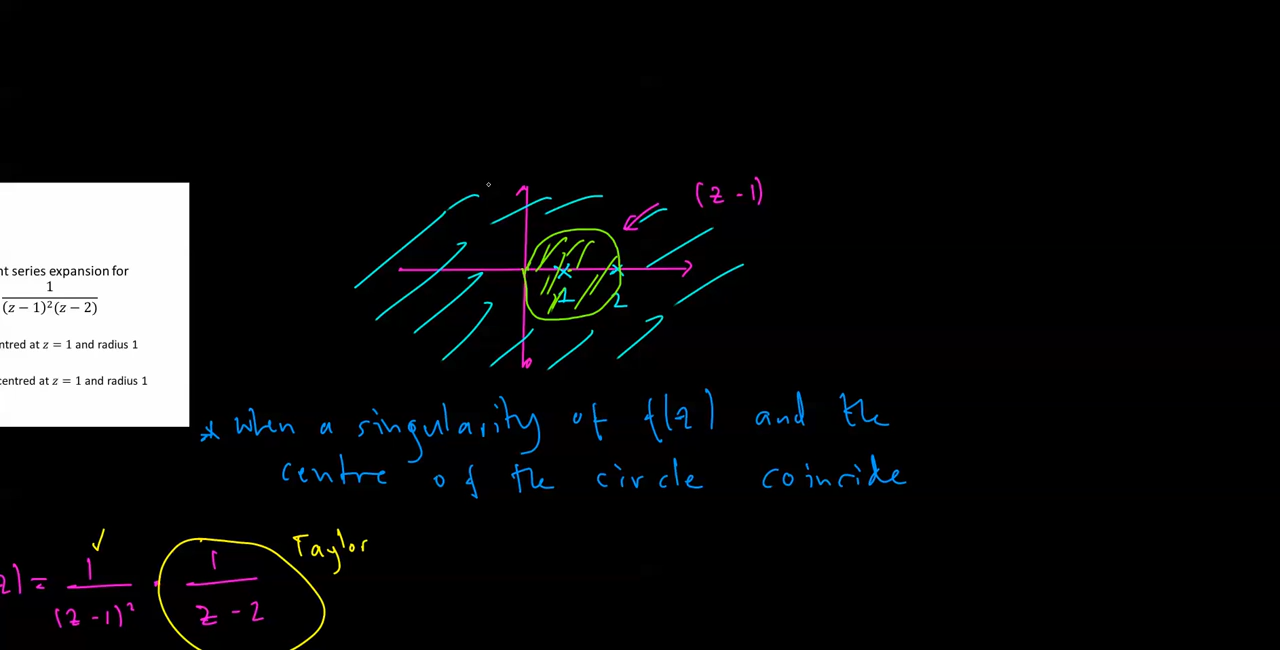 (z - 1)
nt series expansion for
1
(z − 1)²(z − 2)
1
2
ntred at z = 1 and radius 1
centred at z = 1 and radius 1
* when a singularity of f(z) and the
centre of the circle coincide
✓
Taylor
z) = 1/(z - 1)² · 1/(z - 2)